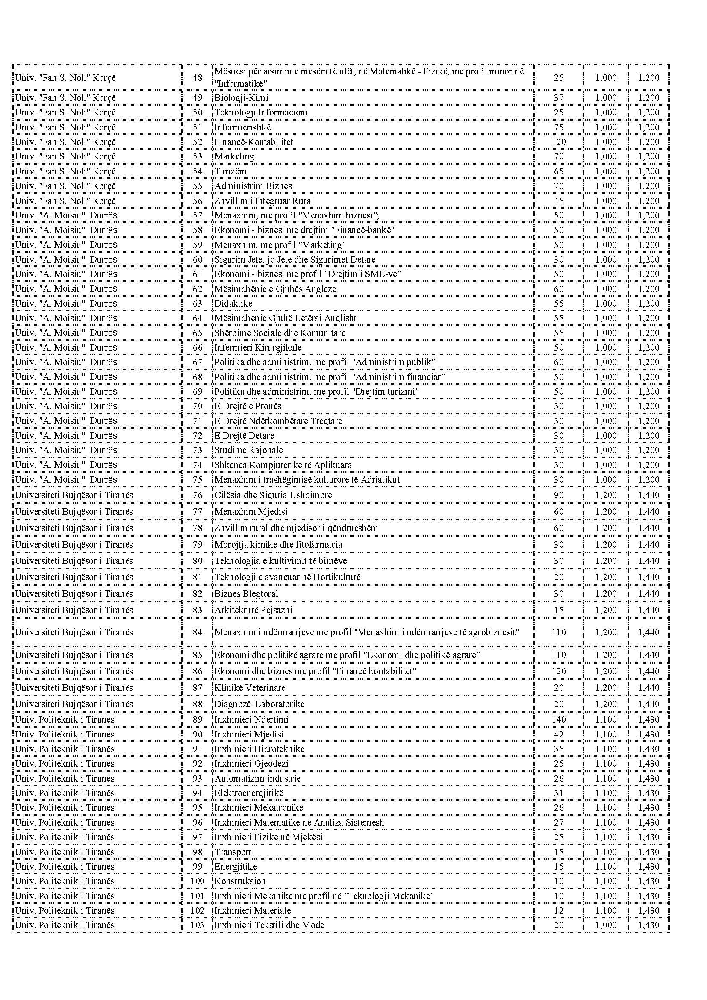 Univ. "Fan S. Noli" Korçë 48 Mësuesi për arsimin e mesëm të ulët, në Matematikë - Fizikë, me profil minor në 25 1,000 1,200
"Informatikë"
Univ. "Fan S. Noli" Korçë 49 Biologji-Kimi 37 1,000 1,200
Univ. "Fan S. Noli" Korçë 50 Teknologji Informacioni 25 1,000 1,200
Univ. "Fan S. Noli" Korçë 51 Infermieristikë 75 1,000 1,200
Univ. "Fan S. Noli" Korçë 52 Financë-Kontabilitet 120 1,000 1,200
Univ. "Fan S. Noli" Korçë 53 Marketing 70 1,000 1,200
Univ. "Fan S. Noli" Korçë 54 Turizëm 65 1,000 1,200
Univ. "Fan S. Noli" Korçë 55 Administrim Biznes 70 1,000 1,200
Univ. "Fan S. Noli" Korçë 56 Zhvillim i Integruar Rural 45 1,000 1,200
Univ. "A. Moisiu" Durrës 57 Menaxhim, me profil "Menaxhim biznesi"; 50 1,000 1,200
Univ. "A. Moisiu" Durrës 58 Ekonomi - biznes, me drejtim "Financë-bankë" 50 1,000 1,200
Univ. "A. Moisiu" Durrës 59 Menaxhim, me profil "Marketing" 50 1,000 1,200
Univ. "A. Moisiu" Durrës 60 Sigurim Jete, jo Jete dhe Sigurimet Detare 30 1,000 1,200
Univ. "A. Moisiu" Durrës 61 Ekonomi - biznes, me profil "Drejtim i SME-ve" 50 1,000 1,200
Univ. "A. Moisiu" Durrës 62 Mësimdhënie e Gjuhës Angleze 60 1,000 1,200
Univ. "A. Moisiu" Durrës 63 Didaktikë 55 1,000 1,200
Univ. "A. Moisiu" Durrës 64 Mësimdhenie Gjuhë-Letërsi Anglisht 55 1,000 1,200
Univ. "A. Moisiu" Durrës 65 Shërbime Sociale dhe Komunitare 55 1,000 1,200
Univ. "A. Moisiu" Durrës 66 Infermieri Kirurgjikale 50 1,000 1,200
Univ. "A. Moisiu" Durrës 67 Politika dhe administrim, me profil "Administrim publik" 60 1,000 1,200
Univ. "A. Moisiu" Durrës 68 Politika dhe administrim, me profil "Administrim financiar" 50 1,000 1,200
Univ. "A. Moisiu" Durrës 69 Politika dhe administrim, me profil "Drejtim turizmi" 50 1,000 1,200
Univ. "A. Moisiu" Durrës 70 E Drejtë e Pronës 30 1,000 1,200
Univ. "A. Moisiu" Durrës 71 E Drejtë Ndërkombëtare Tregtare 30 1,000 1,200
Univ. "A. Moisiu" Durrës 72 E Drejtë Detare 30 1,000 1,200
Univ. "A. Moisiu" Durrës 73 Studime Rajonale 30 1,000 1,200
Univ. "A. Moisiu" Durrës 74 Shkenca Kompjuterike të Aplikuara 30 1,000 1,200
Univ. "A. Moisiu" Durrës 75 Menaxhim i trashëgimisë kulturore të Adriatikut 30 1,000 1,200
Universiteti Bujqësor i Tiranës 76 Cilësia dhe Siguria Ushqimore 90 1,200 1,440
Universiteti Bujqësor i Tiranës 77 Menaxhim Mjedisi 60 1,200 1,440
Universiteti Bujqësor i Tiranës 78 Zhvillim rural dhe mjedisor i qëndrueshëm 60 1,200 1,440
Universiteti Bujqësor i Tiranës 79 Mbrojtja kimike dhe fitofarmacia 30 1,200 1,440
Universiteti Bujqësor i Tiranës 80 Teknologjia e kultivimit të bimëve 30 1,200 1,440
Universiteti Bujqësor i Tiranës 81 Teknologji e avancuar në Hortikulturë 20 1,200 1,440
Universiteti Bujqësor i Tiranës 82 Biznes Blegtoral 30 1,200 1,440
Universiteti Bujqësor i Tiranës 83 Arkitekturë Pejsazhi 15 1,200 1,440
Universiteti Bujqësor i Tiranës 84 Menaxhim i ndërmarrjeve me profil "Menaxhim i ndërmarrjeve të agrobiznesit" 110 1,200 1,440
Universiteti Bujqësor i Tiranës 85 Ekonomi dhe politikë agrare me profil "Ekonomi dhe politikë agrare" 110 1,200 1,440
Universiteti Bujqësor i Tiranës 86 Ekonomi dhe biznes me profil "Financë kontabilitet" 120 1,200 1,440
Universiteti Bujqësor i Tiranës 87 Klinikë Veterinare 20 1,200 1,440
Universiteti Bujqësor i Tiranës 88 Diagnozë Laboratorike 20 1,200 1,440
Univ. Politeknik i Tiranës 89 Inxhinieri Ndërtimi 140 1,100 1,430
Univ. Politeknik i Tiranës 90 Inxhinieri Mjedisi 42 1,100 1,430
Univ. Politeknik i Tiranës 91 Inxhinieri Hidroteknike 35 1,100 1,430
Univ. Politeknik i Tiranës 92 Inxhinieri Gjeodezi 25 1,100 1,430
Univ. Politeknik i Tiranës 93 Automatizim industrie 26 1,100 1,430
Univ. Politeknik i Tiranës 94 Elektroenergjitikë 31 1,100 1,430
Univ. Politeknik i Tiranës 95 Inxhinieri Mekatronike 26 1,100 1,430
Univ. Politeknik i Tiranës 96 Inxhinieri Matematike në Analiza Sistemesh 27 1,100 1,430
Univ. Politeknik i Tiranës 97 Inxhinieri Fizike në Mjekësi 25 1,100 1,430
Univ. Politeknik i Tiranës 98 Transport 15 1,100 1,430
Univ. Politeknik i Tiranës 99 Energjitikë 15 1,100 1,430
Univ. Politeknik i Tiranës 100 Konstruksion 10 1,100 1,430
Univ. Politeknik i Tiranës 101 Inxhinieri Mekanike me profil në "Teknologji Mekanike" 10 1,100 1,430
Univ. Politeknik i Tiranës 102 Inxhinieri Materiale 12 1,100 1,430
Univ. Politeknik i Tiranës 103 Inxhinieri Tekstili dhe Mode 20 1,000 1,430